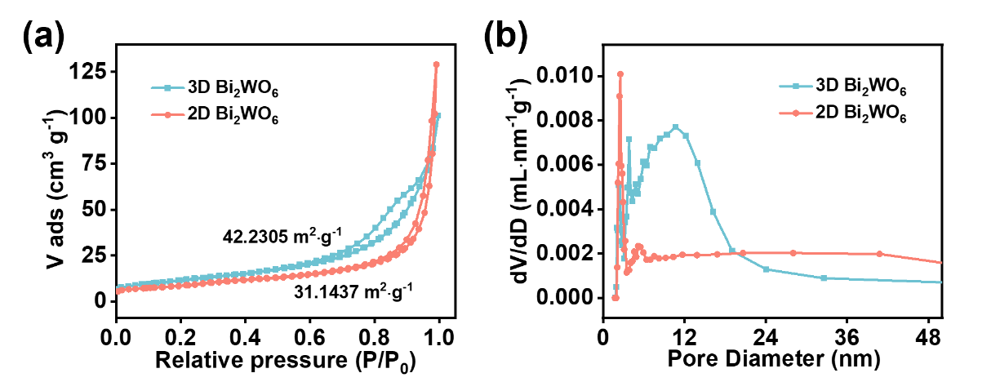 (a)
V ads (cm³ g⁻¹)
125
100
75
50
25
0
3D Bi₂WO₆
2D Bi₂WO₆
42.2305 m²·g⁻¹
31.1437 m²·g⁻¹
0.0 0.2 0.4 0.6 0.8 1.0
Relative pressure (P/P₀)
(b)
dV/dD (mL·nm⁻¹g⁻¹)
0.010
0.008
0.006
0.004
0.002
0.000
3D Bi₂WO₆
2D Bi₂WO₆
0 12 24 36 48
Pore Diameter (nm)